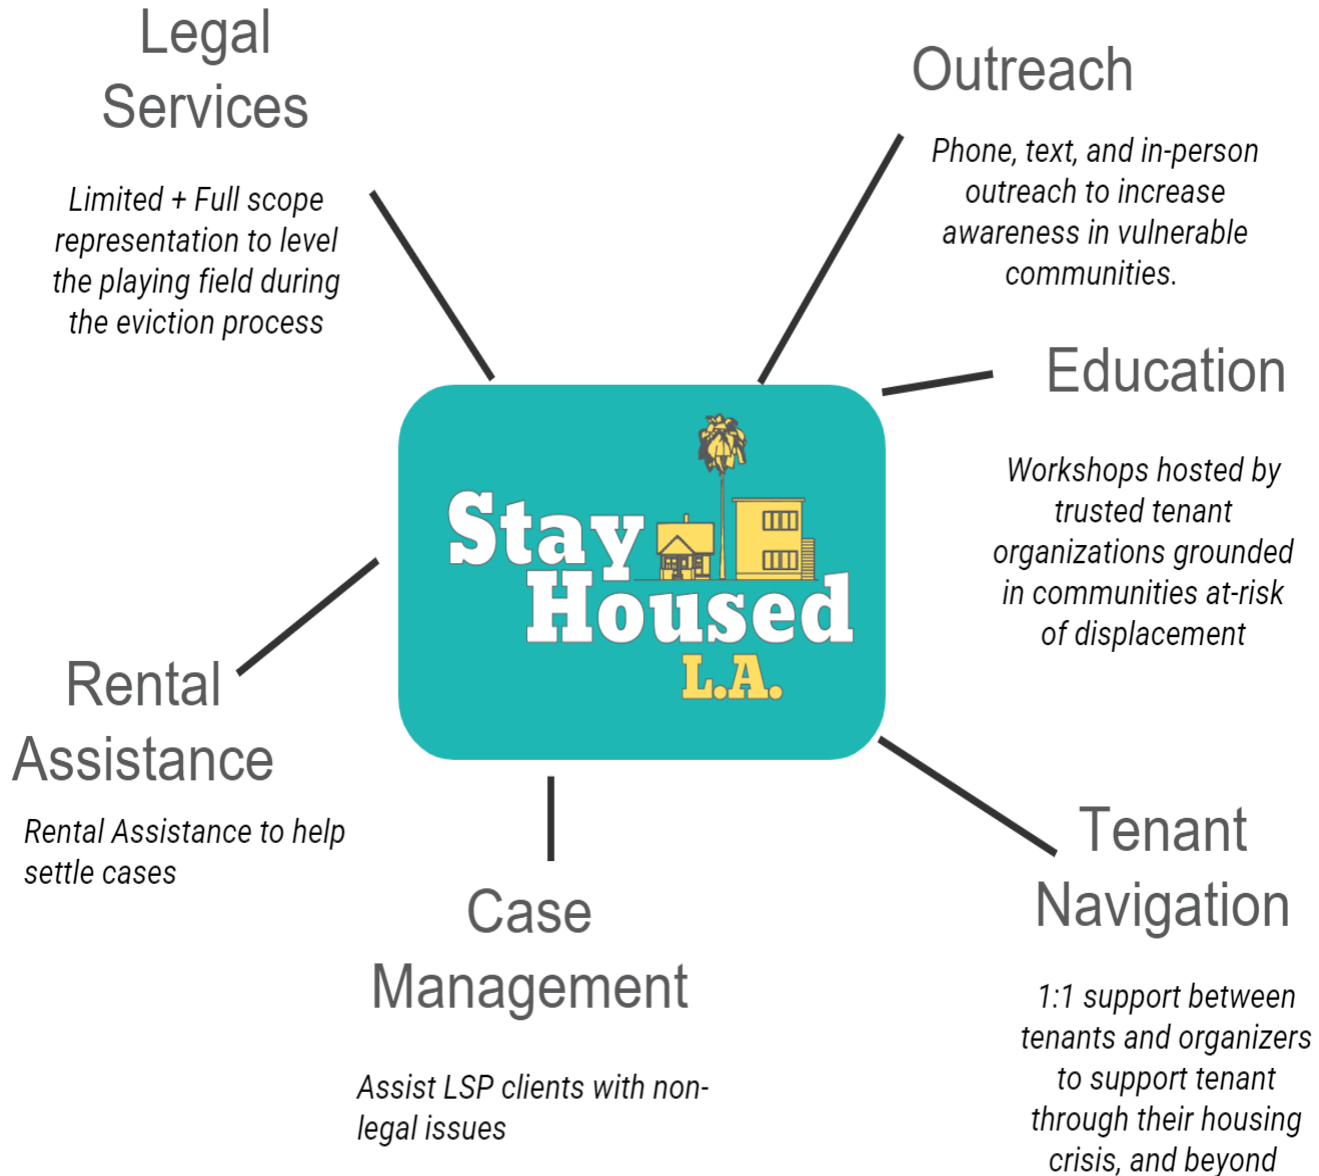 Legal
Services
Limited + Full scope
representation to level
the playing field during
the eviction process
Outreach
Phone, text, and in-person
outreach to increase
awareness in vulnerable
communities.
Education
Workshops hosted by
trusted tenant
organizations grounded
in communities at-risk
of displacement
Stay
Housed
L.A.
Rental
Assistance
Rental Assistance to help
settle cases
Case
Management
Assist LSP clients with non-
legal issues
Tenant
Navigation
1:1 support between
tenants and organizers
to support tenant
through their housing
crisis, and beyond